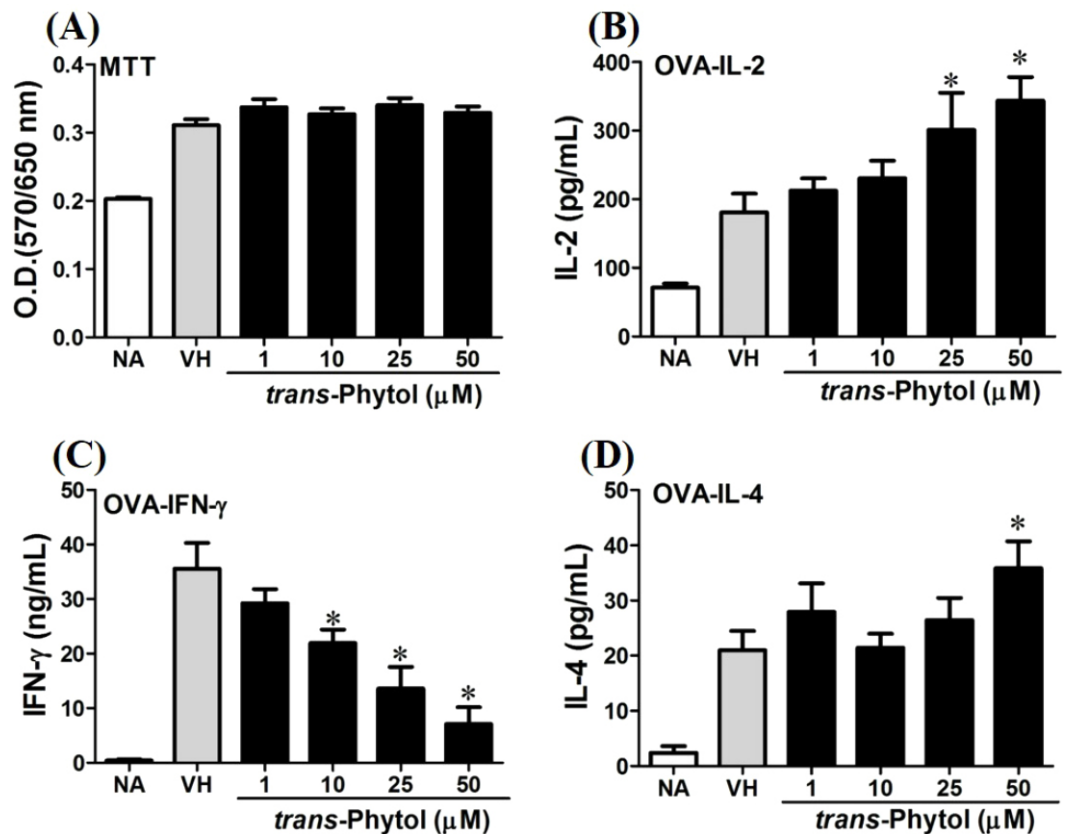 (A)
MTT
O.D.(570/650 nm)
0.4
0.3
0.2
0.1
0.0
NA VH 1 10 25 50
trans-Phytol (μM)
(B)
OVA-IL-2
IL-2 (pg/mL)
400
300
200
100
0
* *
NA VH 1 10 25 50
trans-Phytol (μM)
(C)
OVA-IFN-γ
IFN-γ (ng/mL)
50
40
30
20
10
0
* * *
NA VH 1 10 25 50
trans-Phytol (μM)
(D)
OVA-IL-4
IL-4 (pg/mL)
50
40
30
20
10
0
*
NA VH 1 10 25 50
trans-Phytol (μM)